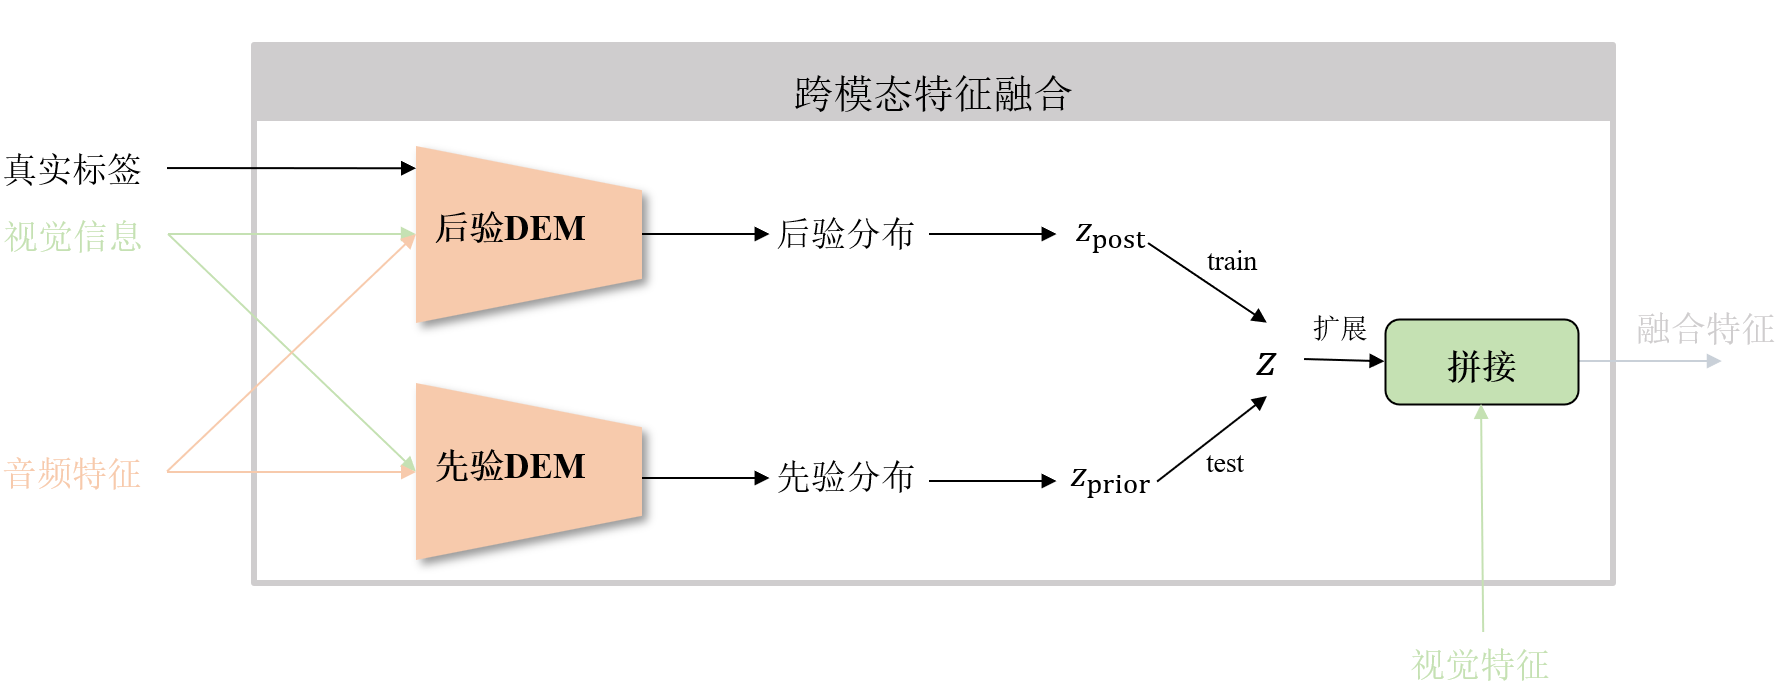 跨模态特征融合
真实标签
视觉信息
音频特征
后验DEM
后验分布
z_post
train
先验DEM
先验分布
z_prior
test
z
扩展
拼接
融合特征
视觉特征